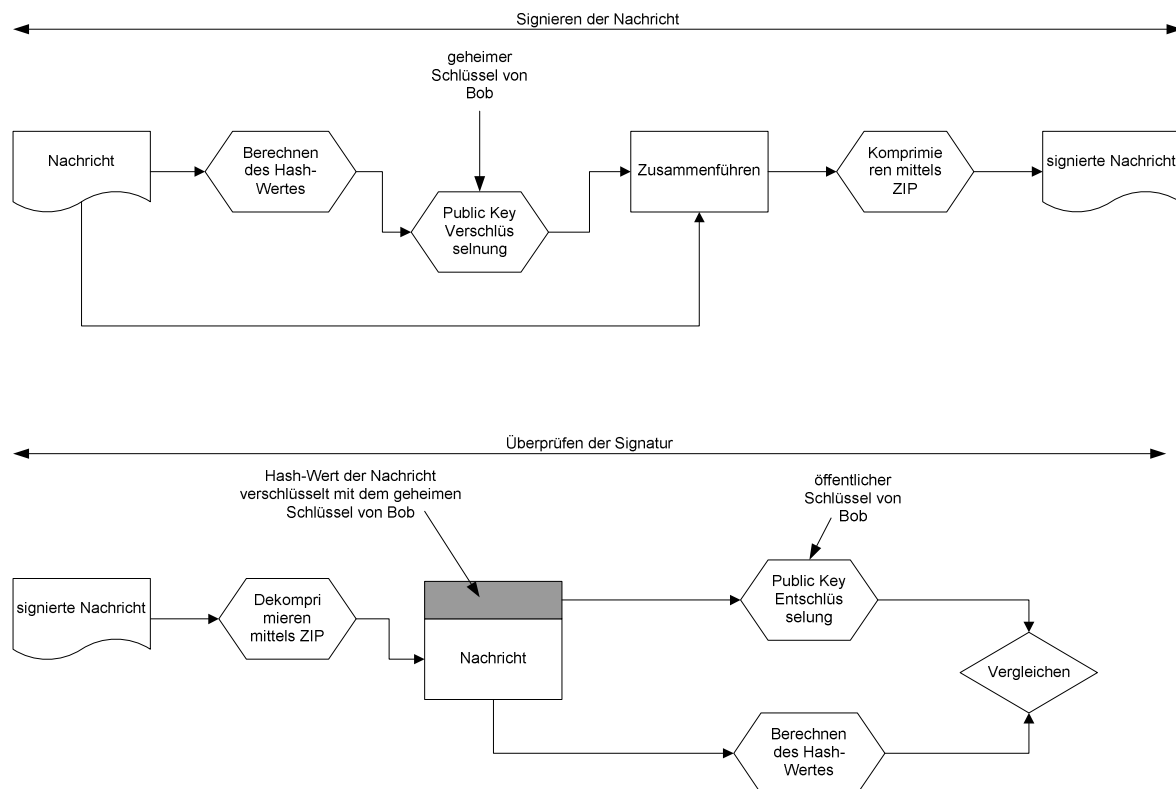 Signieren der Nachricht
geheimer
Schlüssel von
Bob
Nachricht
Berechnen
des Hash-
Wertes
Public Key
Verschlüs
selnung
Zusammenführen
Komprimie
ren mittels
ZIP
signierte Nachricht
Überprüfen der Signatur
Hash-Wert der Nachricht
verschlüsselt mit dem geheimen
Schlüssel von Bob
öffentlicher
Schlüssel von
Bob
signierte Nachricht
Dekompri
mieren
mittels ZIP
Nachricht
Public Key
Entschlüs
selung
Vergleichen
Berechnen
des Hash-
Wertes